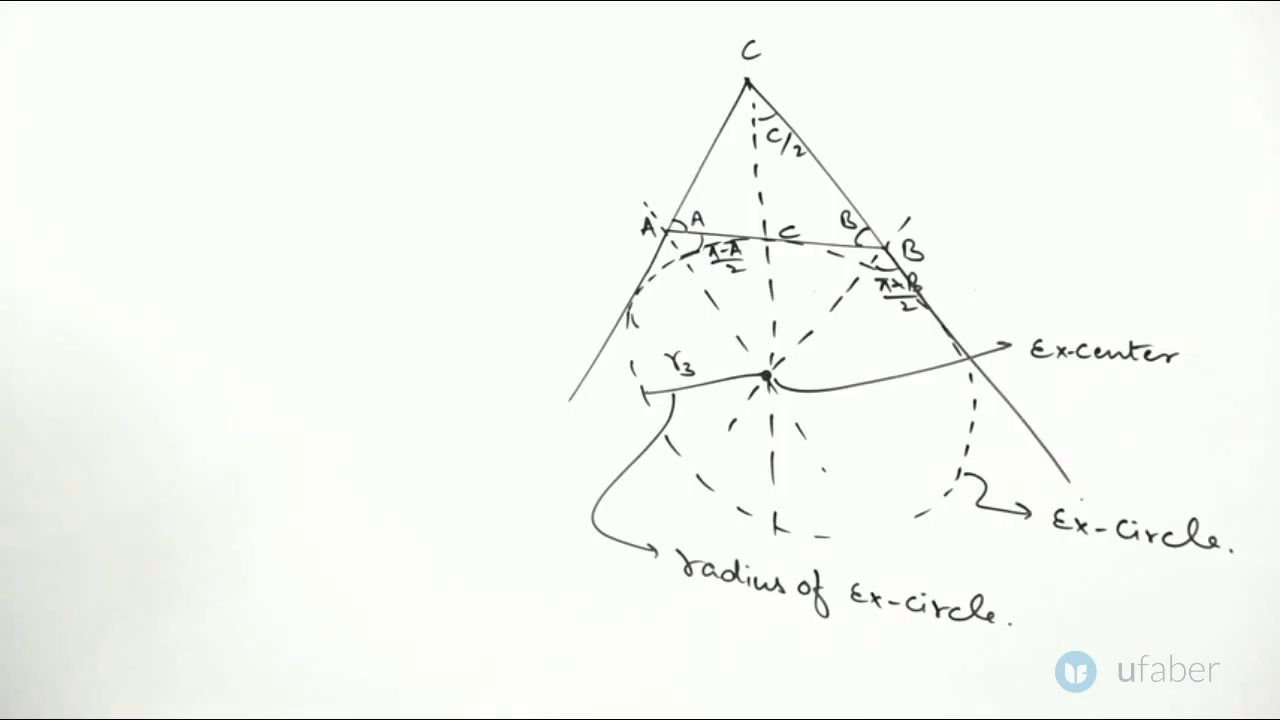 C
C/2
A
A
C
B
B
π-A
2
π-B
2
r3
Ex-center
Ex-Circle.
radius of Ex-circle.
ufaber